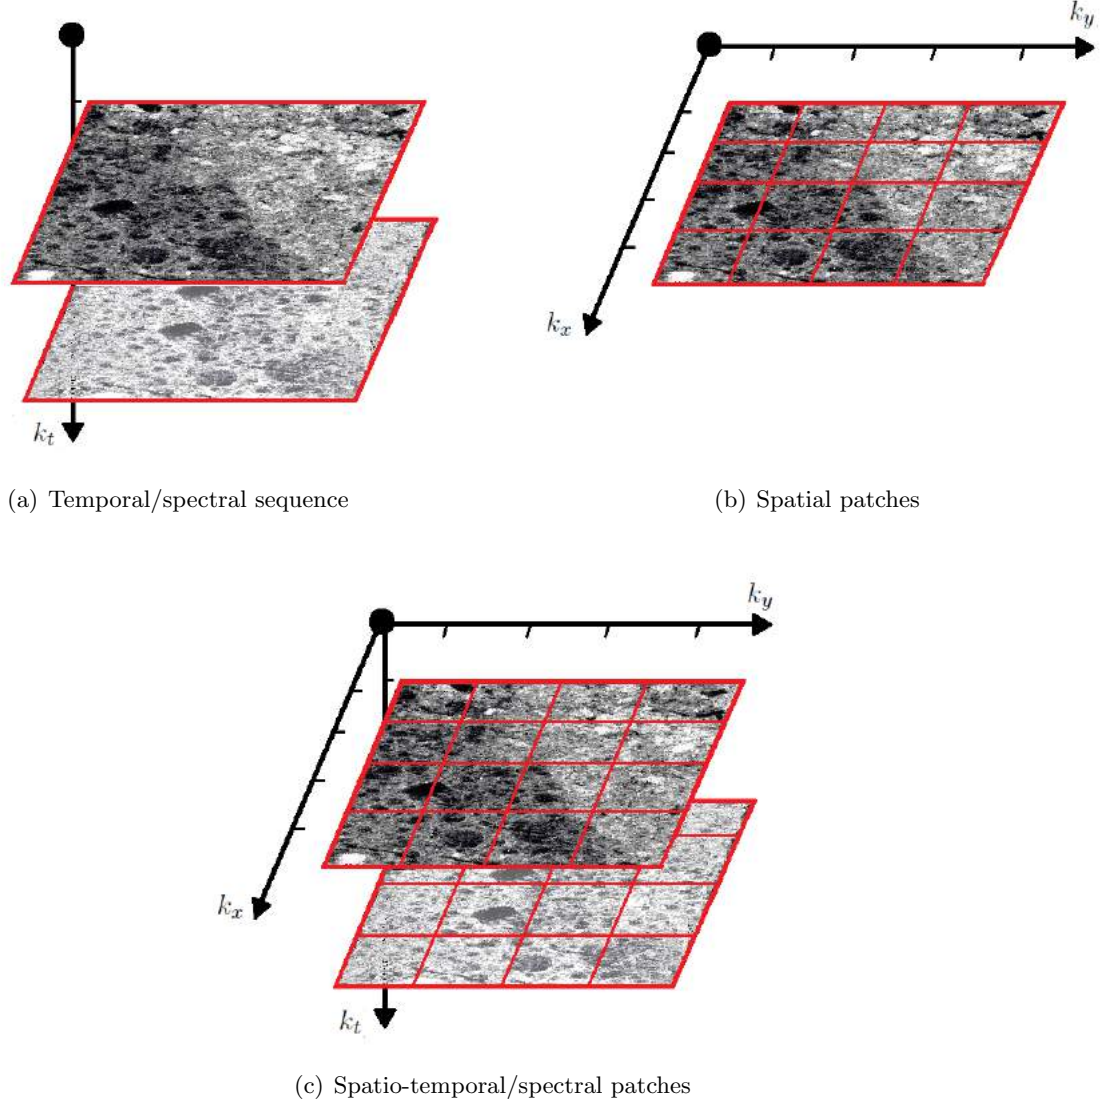 k_y
k_x
k_t
(a) Temporal/spectral sequence
(b) Spatial patches
k_y
k_x
k_t
(c) Spatio-temporal/spectral patches